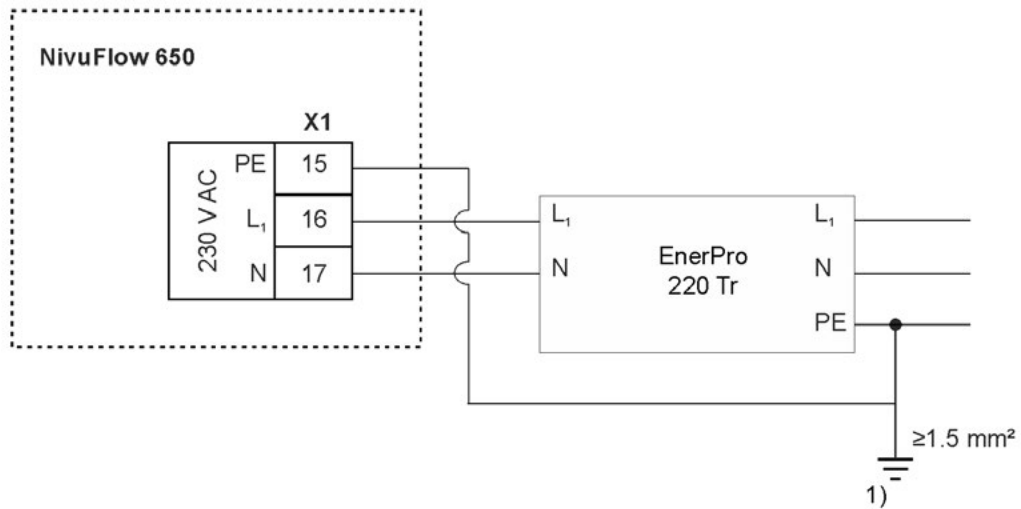 NivuFlow 650
X1
230 V AC
PE 15
L₁ 16
N 17
L₁
N
EnerPro
220 Tr
L₁
N
PE
≥1.5 mm²
1)